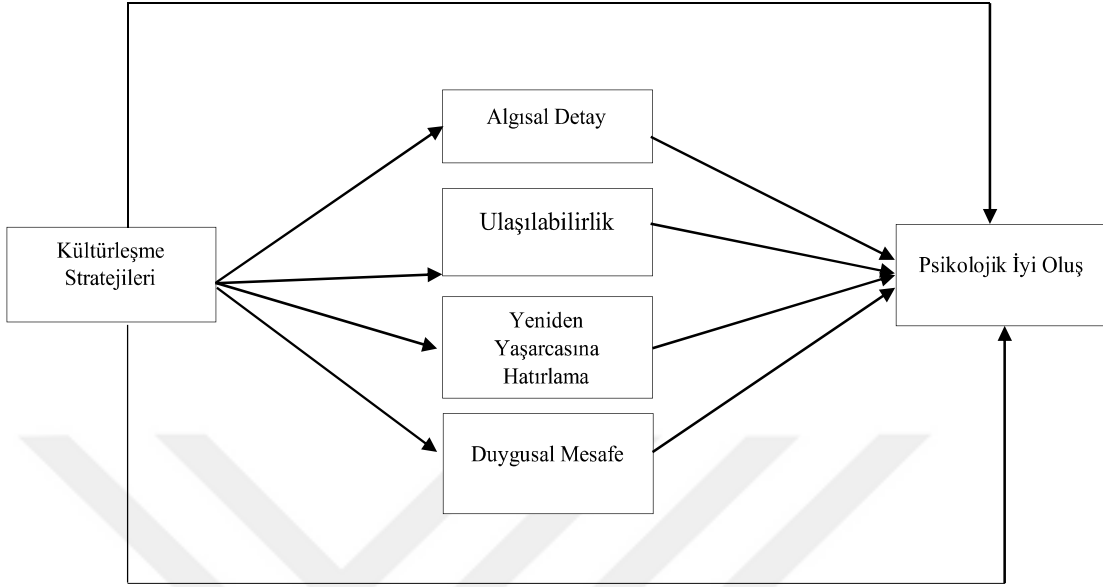 Algısal Detay
Ulaşılabilirlik
Kültürleşme
Stratejileri
Psikolojik İyi Oluş
Yeniden
Yaşarcasına
Hatırlama
Duygusal Mesafe